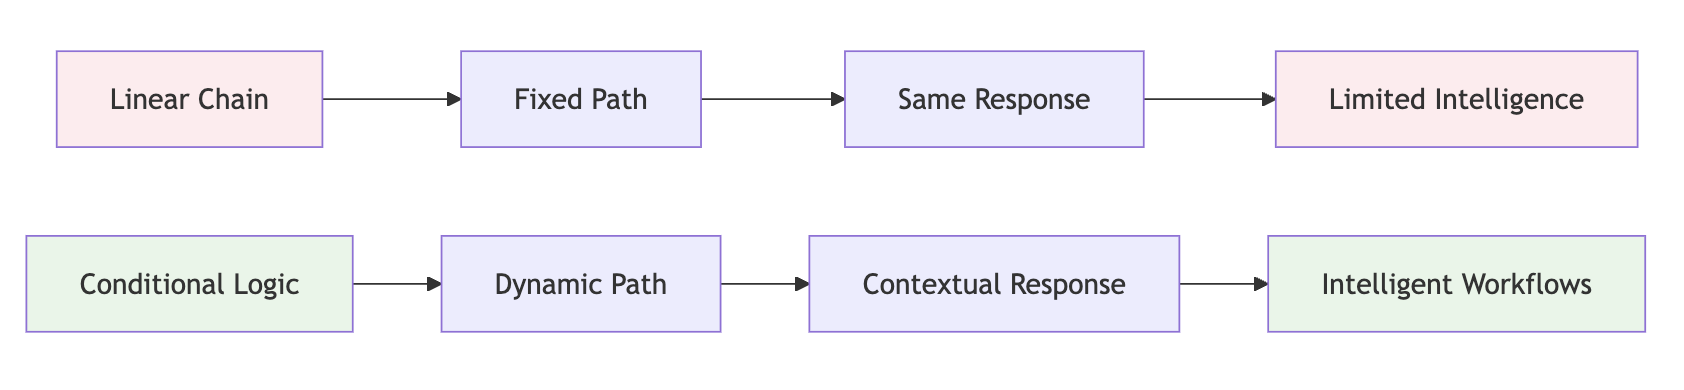 Linear Chain
Fixed Path
Same Response
Limited Intelligence
Conditional Logic
Dynamic Path
Contextual Response
Intelligent Workflows